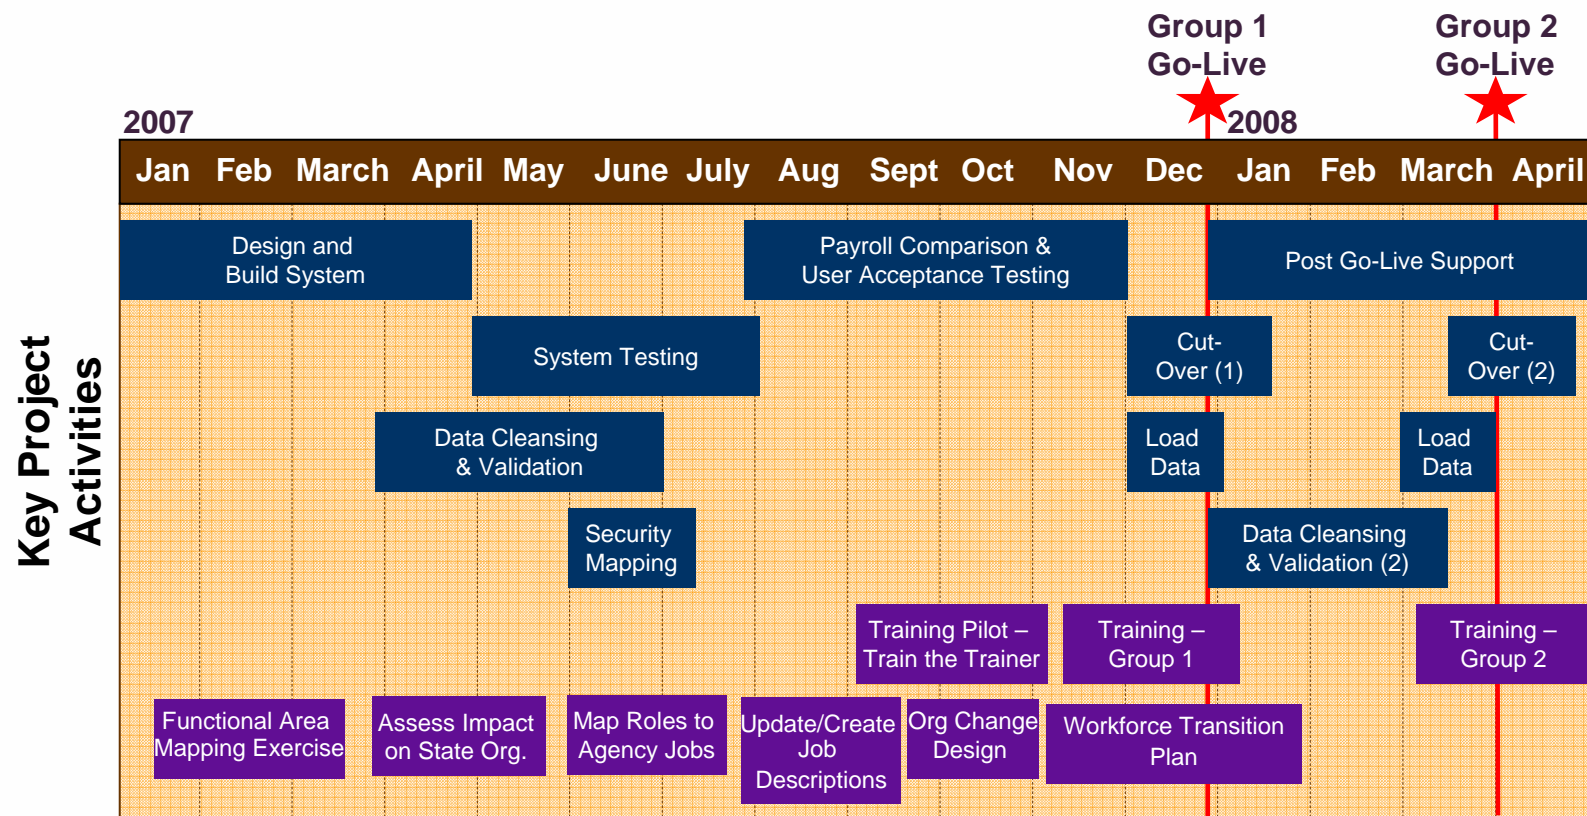 Group 1
Go-Live
Group 2
Go-Live
2007
2008
Jan Feb March April May June July Aug Sept Oct Nov Dec Jan Feb March April
Key Project
Activities
Design and
Build System
Payroll Comparison &
User Acceptance Testing
Post Go-Live Support
System Testing
Cut-
Over (1)
Cut-
Over (2)
Data Cleansing
& Validation
Load
Data
Load
Data
Security
Mapping
Data Cleansing
& Validation (2)
Training Pilot –
Train the Trainer
Training –
Group 1
Training –
Group 2
Functional Area
Mapping Exercise
Assess Impact
on State Org.
Map Roles to
Agency Jobs
Update/Create
Job
Descriptions
Org Change
Design
Workforce Transition
Plan